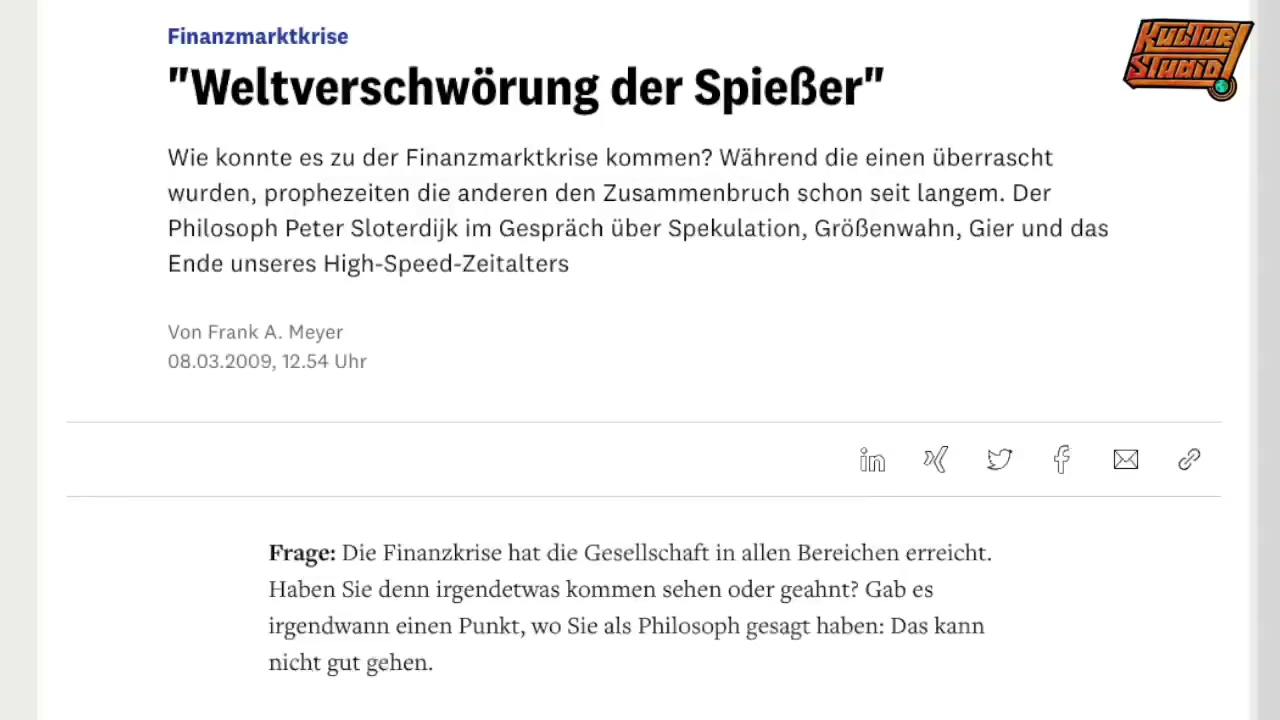 Finanzmarktkrise
"Weltverschwörung der Spießer"
Wie konnte es zu der Finanzmarktkrise kommen? Während die einen überrascht
wurden, prophezeiten die anderen den Zusammenbruch schon seit langem. Der
Philosoph Peter Sloterdijk im Gespräch über Spekulation, Größenwahn, Gier und das
Ende unseres High-Speed-Zeitalters
Von Frank A. Meyer
08.03.2009, 12.54 Uhr
Frage: Die Finanzkrise hat die Gesellschaft in allen Bereichen erreicht.
Haben Sie denn irgendetwas kommen sehen oder geahnt? Gab es
irgendwann einen Punkt, wo Sie als Philosoph gesagt haben: Das kann
nicht gut gehen.
KULTUR
STUDIO!